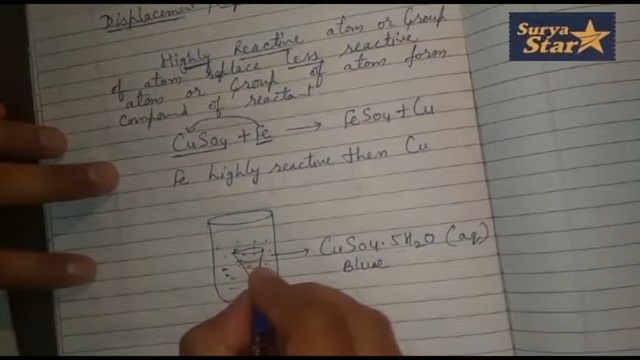 Displacement
Surya
Star
Highly Reactive atom or Group
of atom replace less reactive
atom or Group of atom form
compound of reactant
CuSO4 + Fe → FeSO4 + Cu
Fe highly reactive then Cu
CuSO4·5H2O (aq)
Blue